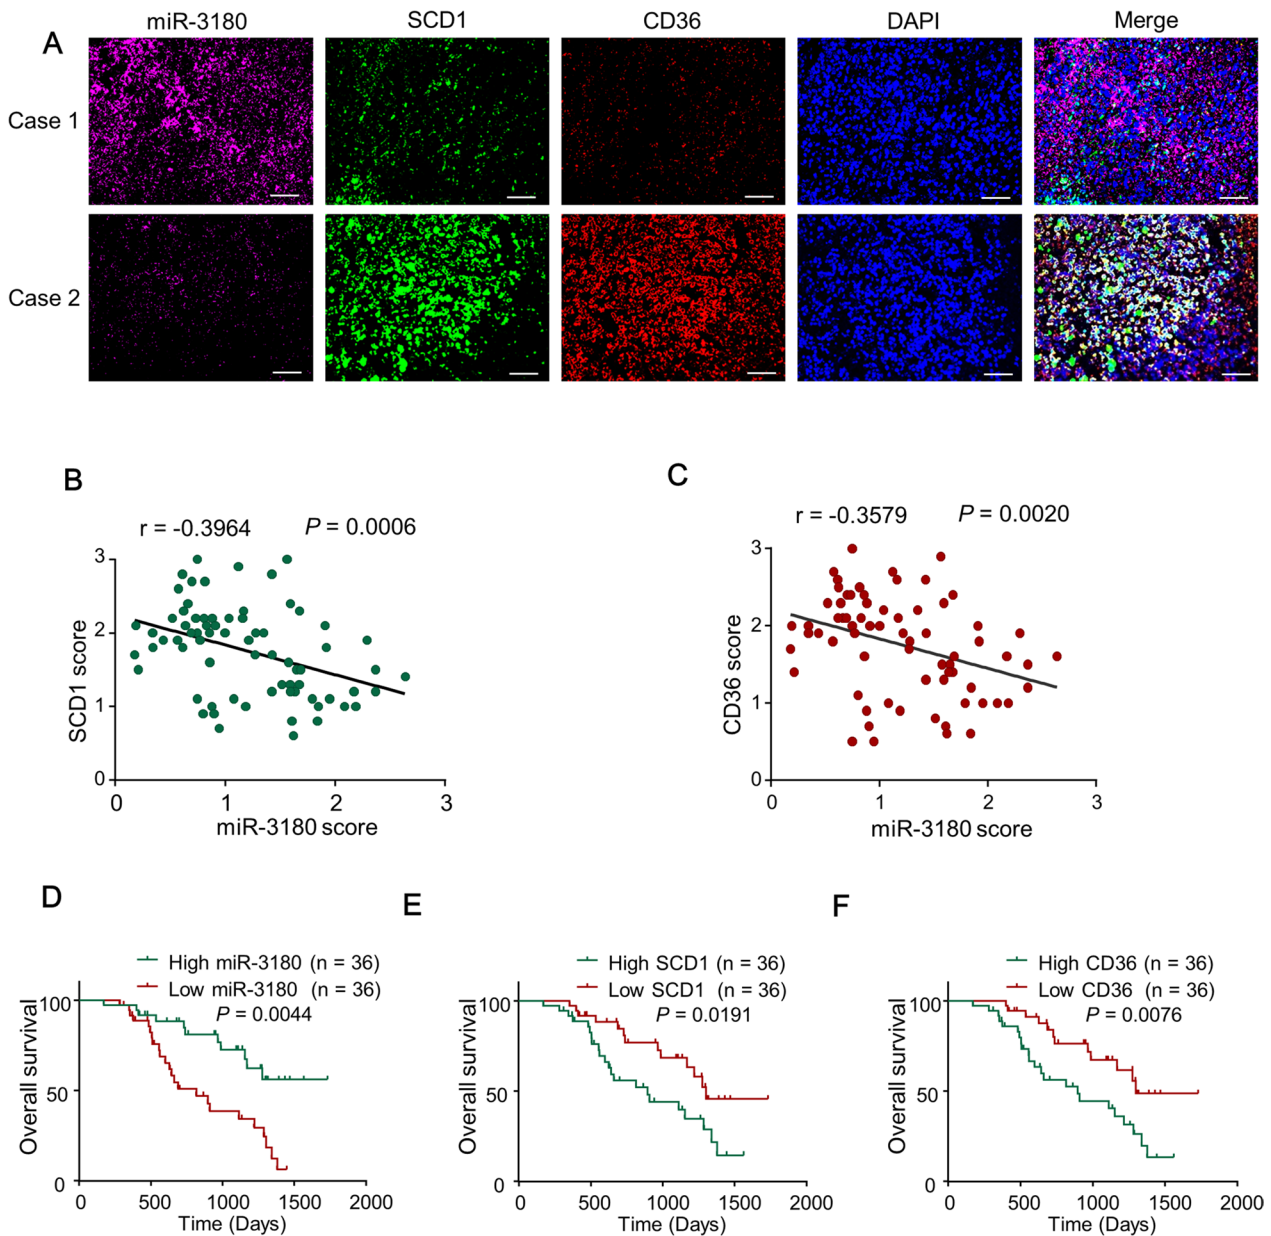 A
miR-3180 SCD1 CD36 DAPI Merge
Case 1
Case 2
B
r = -0.3964 P = 0.0006
3
2
1
0
SCD1 score
0 1 2 3
miR-3180 score
C
r = -0.3579 P = 0.0020
3
2
1
0
CD36 score
0 1 2 3
miR-3180 score
D
High miR-3180 (n = 36)
Low miR-3180 (n = 36)
P = 0.0044
100
50
0
Overall survival
0 500 1000 1500 2000
Time (Days)
E
High SCD1 (n = 36)
Low SCD1 (n = 36)
P = 0.0191
100
50
0
Overall survival
0 500 1000 1500 2000
Time (Days)
F
High CD36 (n = 36)
Low CD36 (n = 36)
P = 0.0076
100
50
0
Overall survival
0 500 1000 1500 2000
Time (Days)